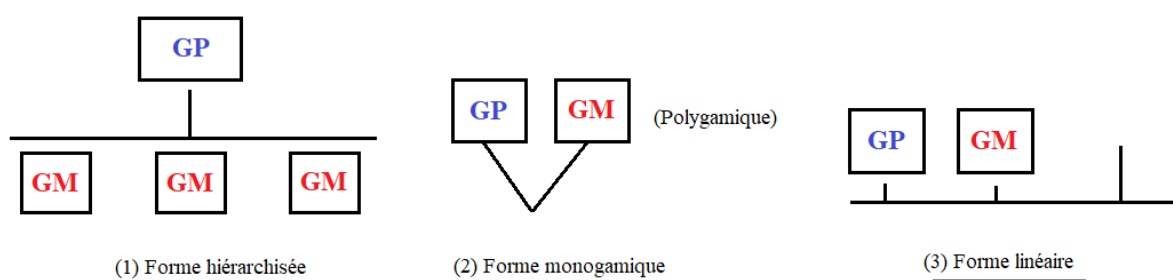 GP
GM GM GM
(1) Forme hiérarchisée
GP GM (Polygamique)
(2) Forme monogamique
GP GM
(3) Forme linéaire